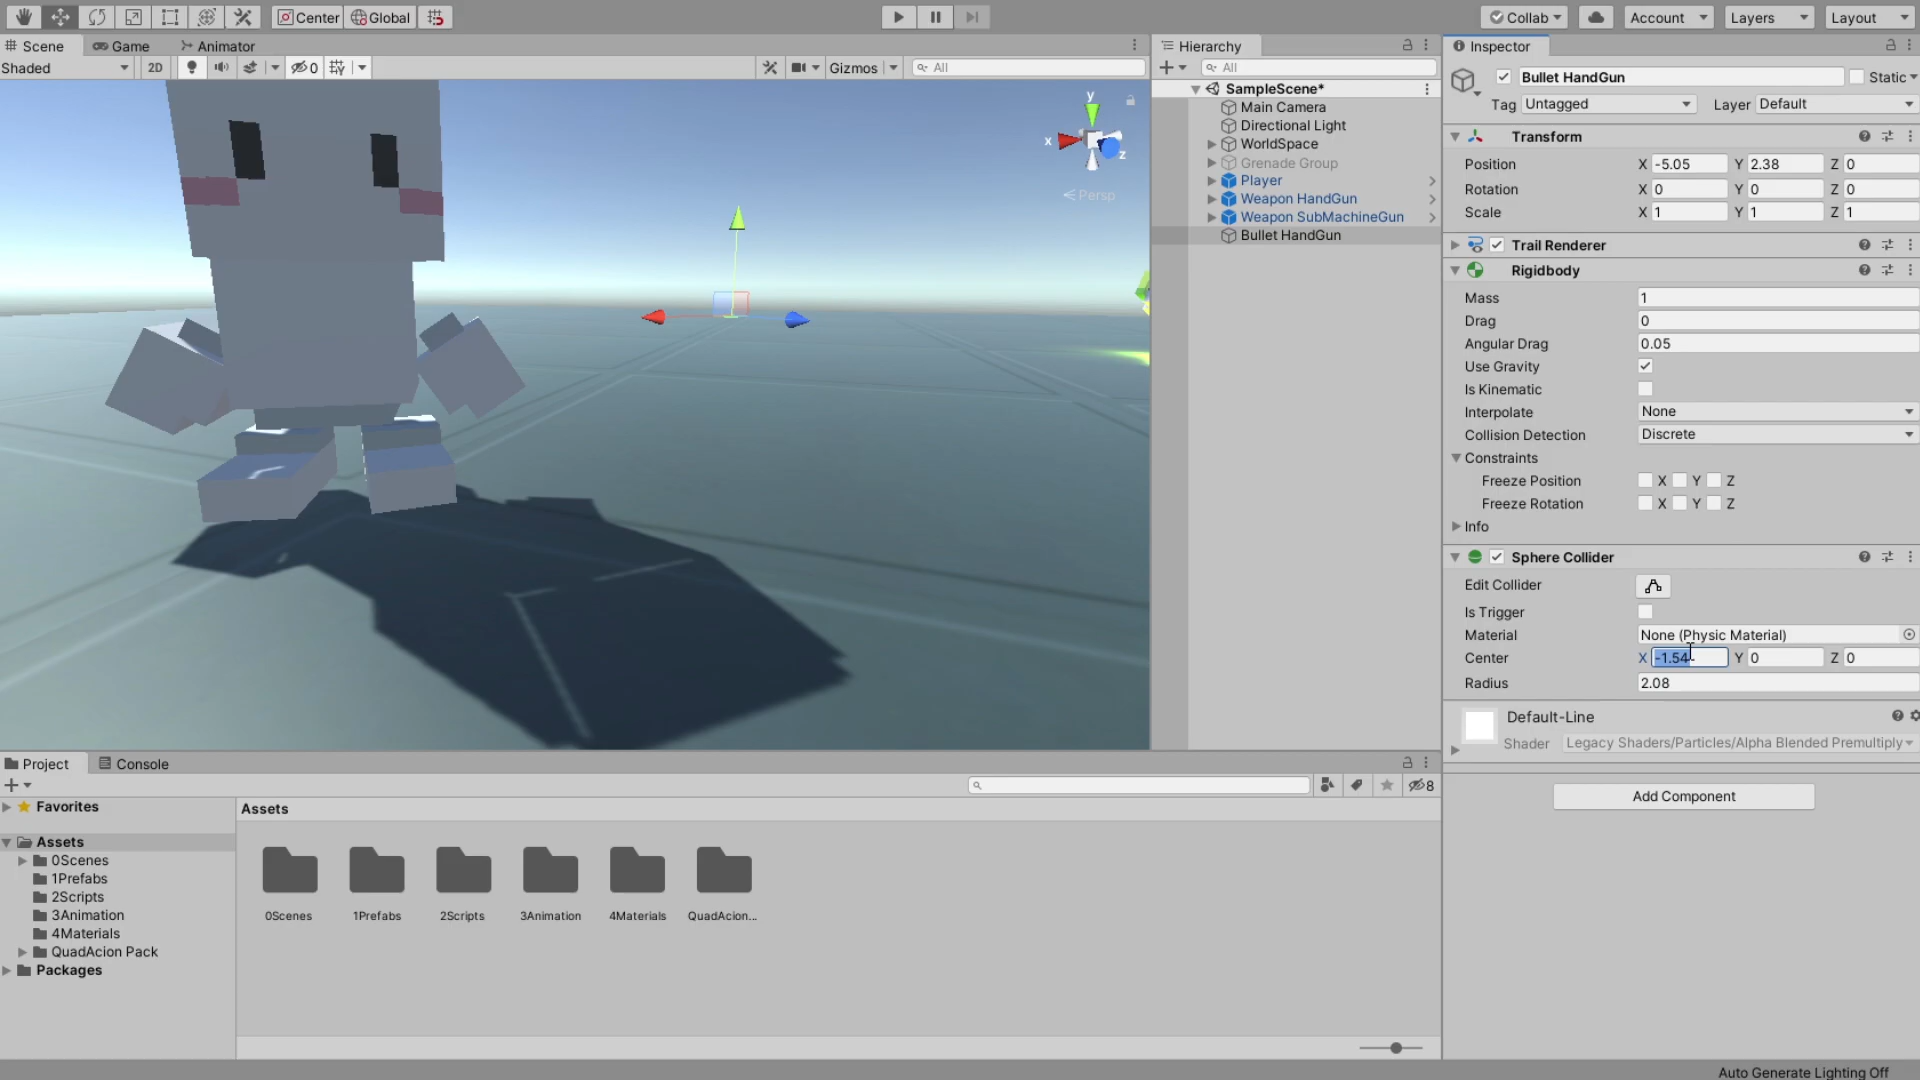 Center
Global
Collab
Account
Layers
Layout
Scene
Game
Animator
Shaded
2D
0
Gizmos
All
y
x
z
Persp
Hierarchy
All
SampleScene*
Main Camera
Directional Light
WorldSpace
Grenade Group
Player
Weapon HandGun
Weapon SubMachineGun
Bullet HandGun
Inspector
Bullet HandGun
Static
Tag Untagged
Layer Default
Transform
Position X -5.05 Y 2.38 Z 0
Rotation X 0 Y 0 Z 0
Scale X 1 Y 1 Z 1
Trail Renderer
Rigidbody
Mass 1
Drag 0
Angular Drag 0.05
Use Gravity
Is Kinematic
Interpolate None
Collision Detection Discrete
Constraints
Freeze Position X Y Z
Freeze Rotation X Y Z
Info
Sphere Collider
Edit Collider
Is Trigger
Material None (Physic Material)
Center X -1.54 Y 0 Z 0
Radius 2.08
Default-Line
Shader Legacy Shaders/Particles/Alpha Blended Premultiply
Add Component
Project
Console
8
Favorites
Assets
0Scenes
1Prefabs
2Scripts
3Animation
4Materials
QuadAcion Pack
Packages
Assets
0Scenes
1Prefabs
2Scripts
3Animation
4Materials
QuadAcion...
Auto Generate Lighting Off